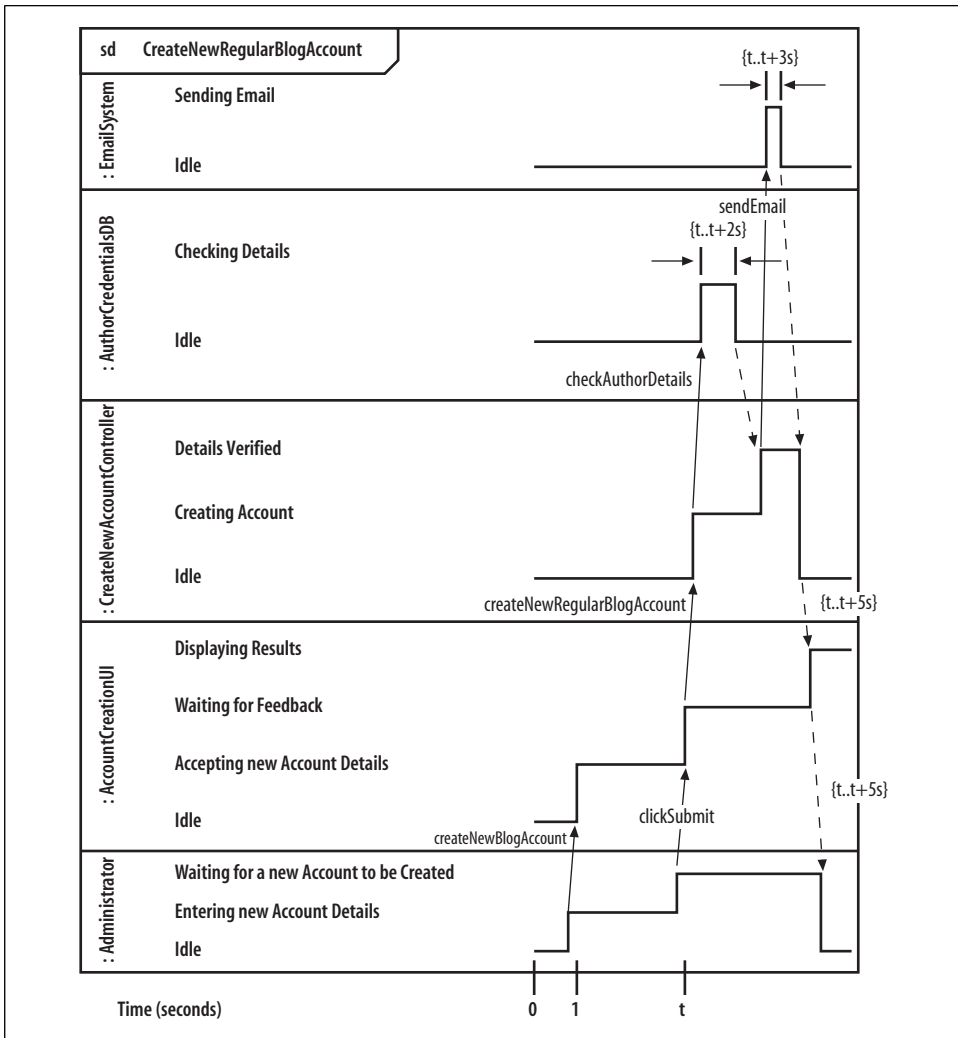 sd CreateNewRegularBlogAccount
{t..t+3s}
: EmailSystem
Sending Email
Idle
sendEmail
{t..t+2s}
: AuthorCredentialsDB
Checking Details
Idle
checkAuthorDetails
: CreateNewAccountController
Details Verified
Creating Account
Idle
createNewRegularBlogAccount
{t..t+5s}
: AccountCreationUI
Displaying Results
Waiting for Feedback
Accepting new Account Details
{t..t+5s}
Idle
clickSubmit
createNewBlogAccount
: Administrator
Waiting for a new Account to be Created
Entering new Account Details
Idle
Time (seconds) 0 1 t